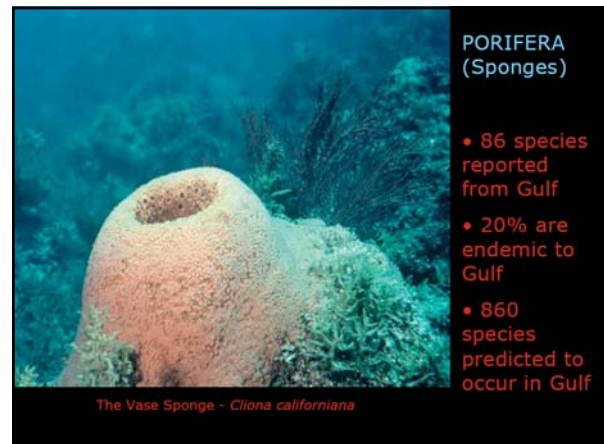 PORIFERA
(Sponges)
• 86 species
reported
from Gulf
• 20% are
endemic to
Gulf
• 860
species
predicted to
occur in Gulf
The Vase Sponge - Cliona californiana